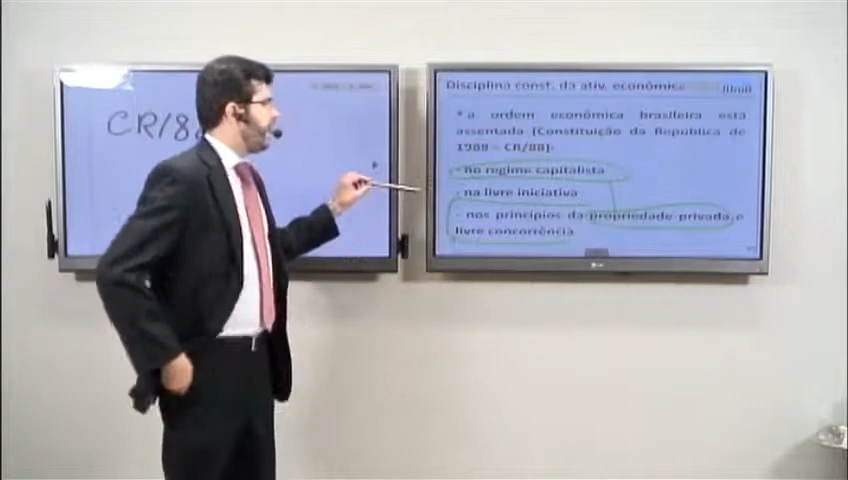 CR/8
Disciplina const. da ativ. econômica
* a ordem econômica brasileira está
assentada [Constituição da República de
1988 – CR/88]:
- no regime capitalista
- na livre iniciativa
- nos princípios da propriedade privada e
livre concorrência
LG